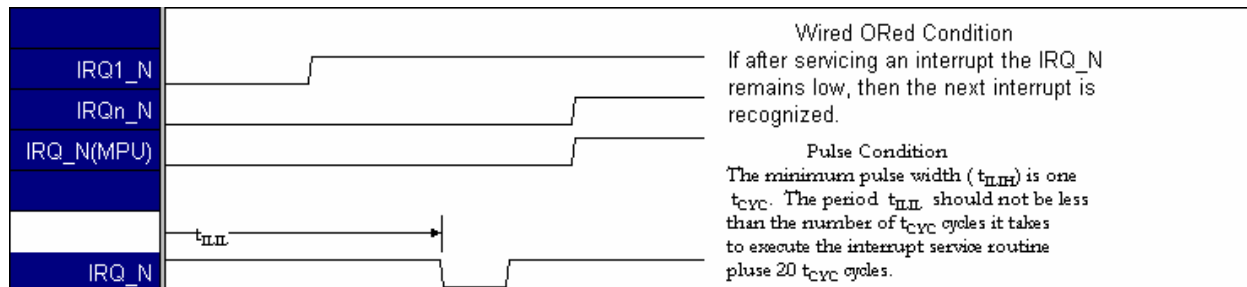 Wired ORed Condition
IRQ1_N
If after servicing an interrupt the IRQ_N
remains low, then the next interrupt is
recognized.
IRQn_N
IRQ_N(MPU)
Pulse Condition
The minimum pulse width ( tILIH) is one
tCYC. The period tILIL should not be less
than the number of tCYC cycles it takes
to execute the interrupt service routine
pluse 20 tCYC cycles.
tILIL
IRQ_N